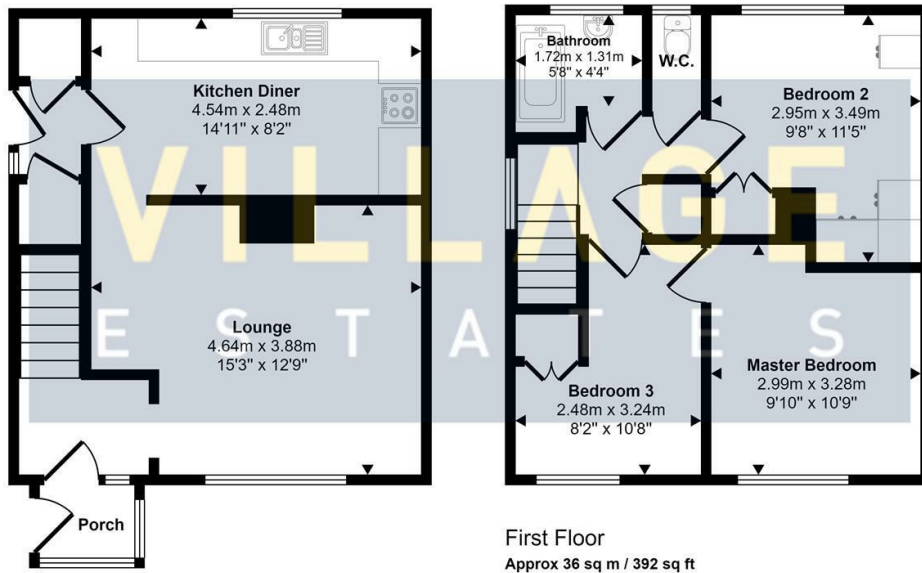 Kitchen Diner
4.54m x 2.48m
14'11" x 8'2"
Lounge
4.64m x 3.88m
15'3" x 12'9"
Porch
Bathroom
1.72m x 1.31m
5'8" x 4'4"
W.C.
Bedroom 2
2.95m x 3.49m
9'8" x 11'5"
Bedroom 3
2.48m x 3.24m
8'2" x 10'8"
Master Bedroom
2.99m x 3.28m
9'10" x 10'9"
First Floor
Approx 36 sq m / 392 sq ft
VILLAGE
ESTATES